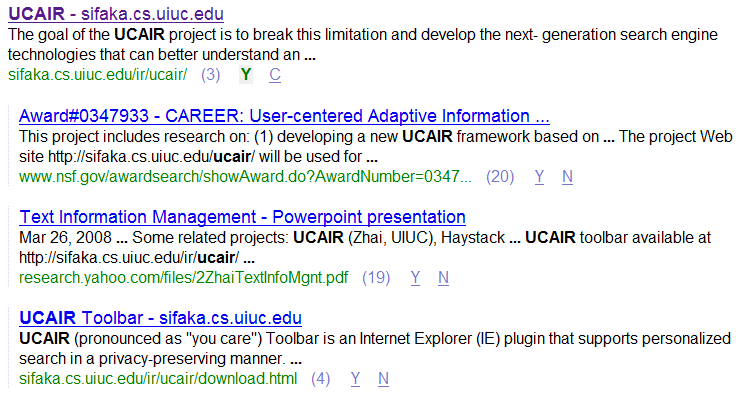 UCAIR - sifaka.cs.uiuc.edu
The goal of the UCAIR project is to break this limitation and develop the next- generation search engine
technologies that can better understand an ...
sifaka.cs.uiuc.edu/ir/ucair/ (3) Y C
Award#0347933 - CAREER: User-centered Adaptive Information ...
This project includes research on: (1) developing a new UCAIR framework based on ... The project Web
site http://sifaka.cs.uiuc.edu/ucair/ will be used for ...
www.nsf.gov/awardsearch/showAward.do?AwardNumber=0347... (20) Y N
Text Information Management - Powerpoint presentation
Mar 26, 2008 ... Some related projects: UCAIR (Zhai, UIUC), Haystack ... UCAIR toolbar available at
http://sifaka.cs.uiuc.edu/ir/ucair/ ...
research.yahoo.com/files/2ZhaiTextInfoMgnt.pdf (19) Y N
UCAIR Toolbar - sifaka.cs.uiuc.edu
UCAIR (pronounced as "you care") Toolbar is an Internet Explorer (IE) plugin that supports personalized
search in a privacy-preserving manner. ...
sifaka.cs.uiuc.edu/ir/ucair/download.html (4) Y N